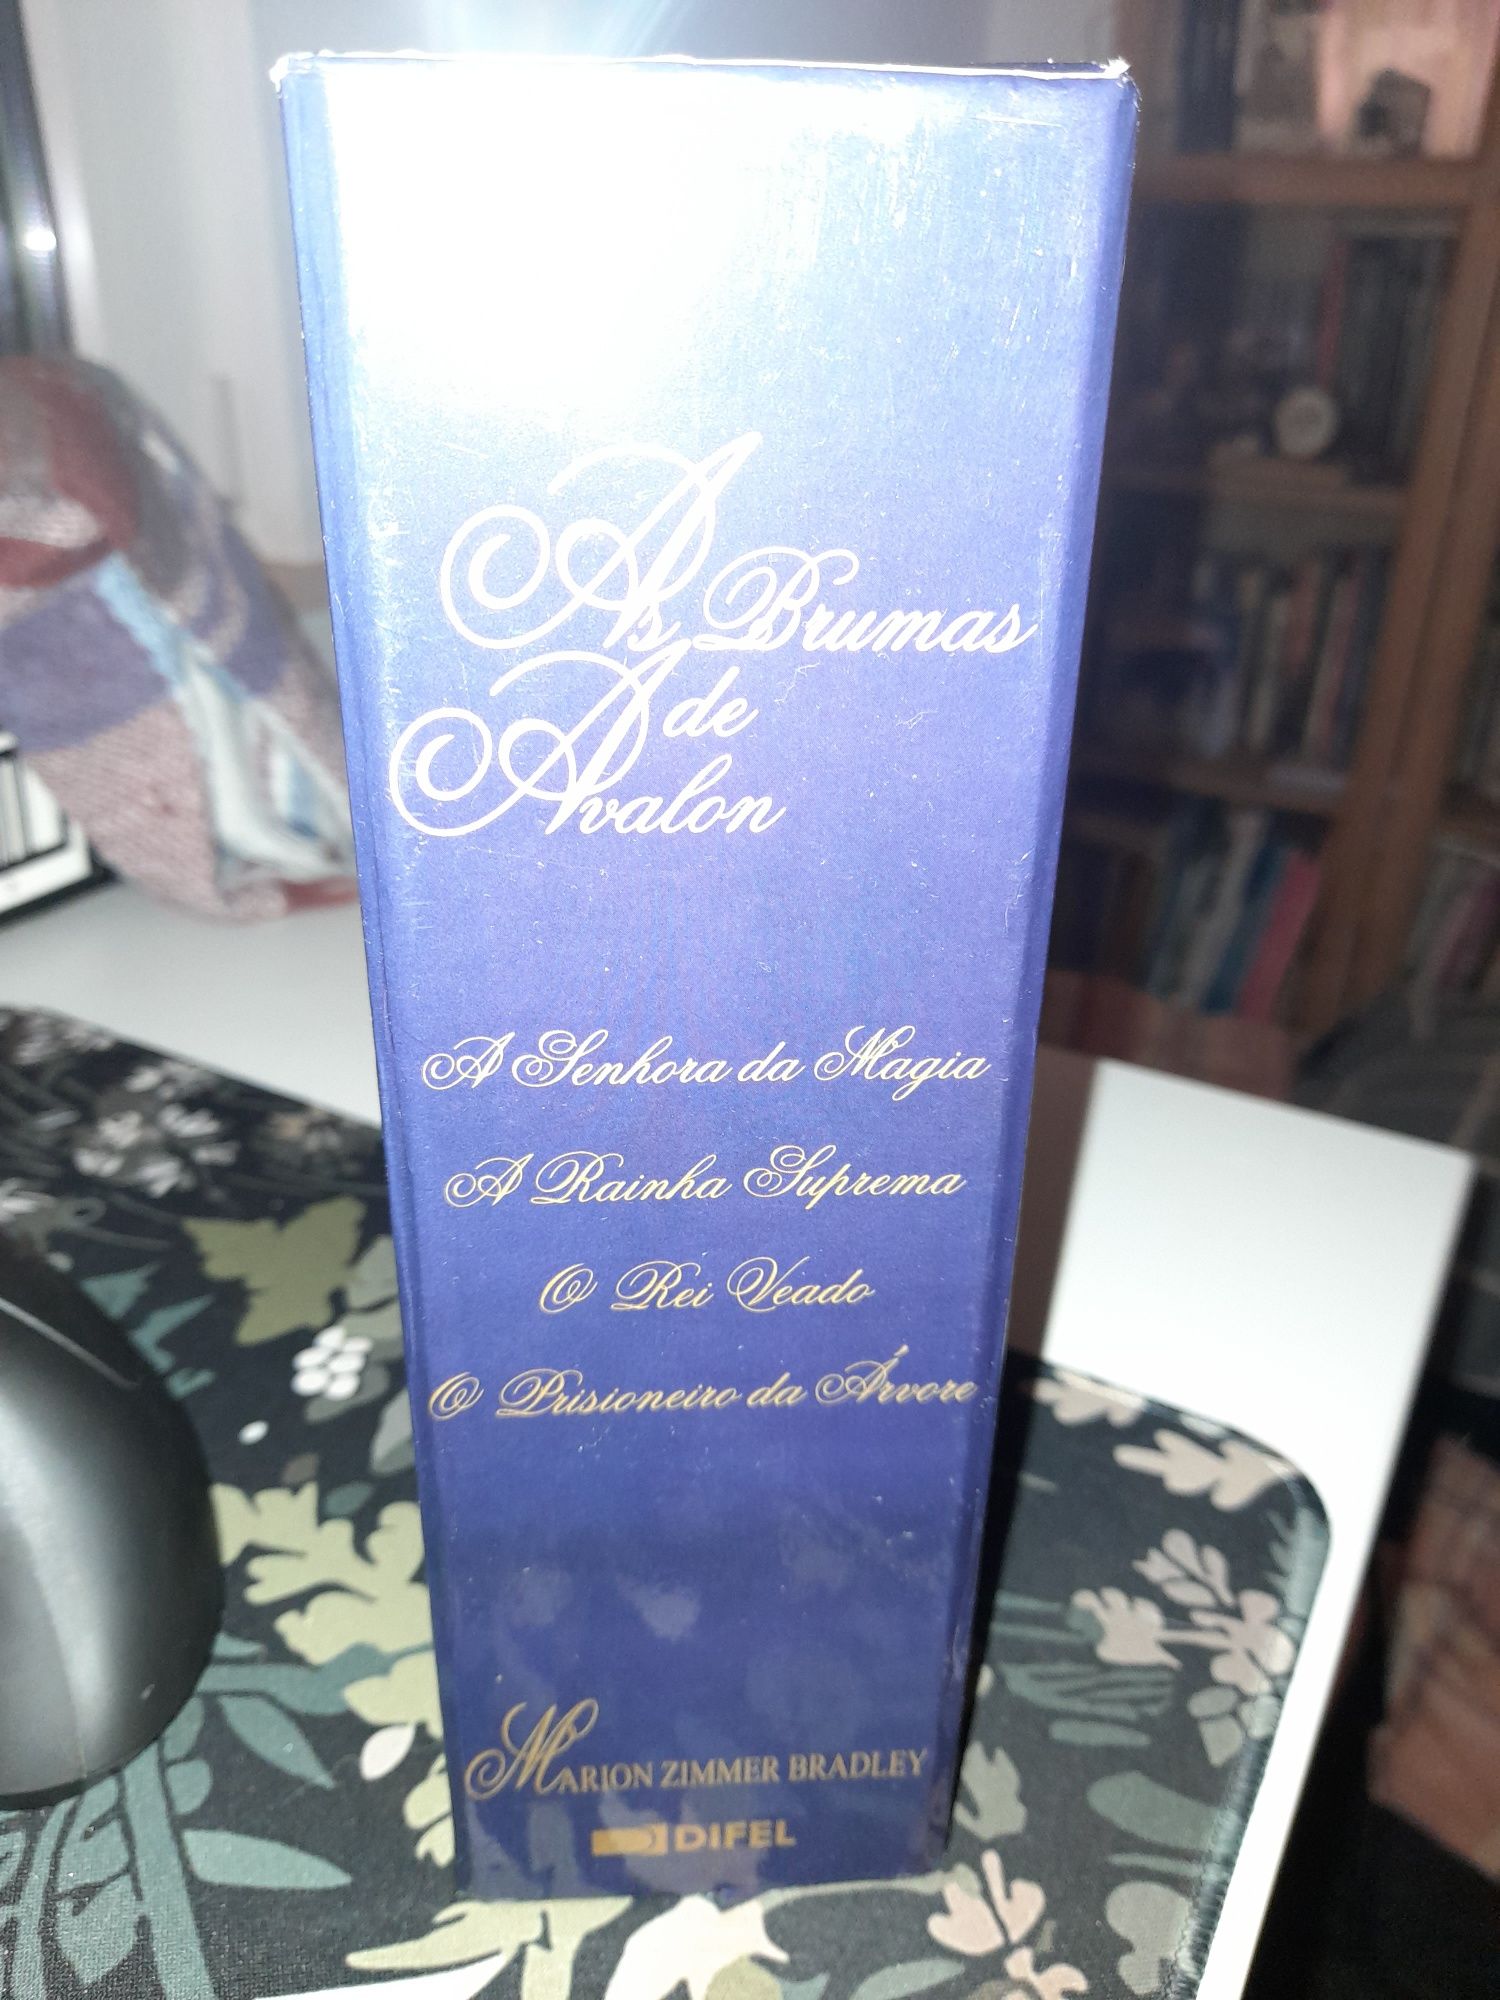 As Brumas
de
Avalon
A Senhora da Magia
A Rainha Suprema
O Rei Veado
O Prisioneiro da Árvore
MARION ZIMMER BRADLEY
DIFEL